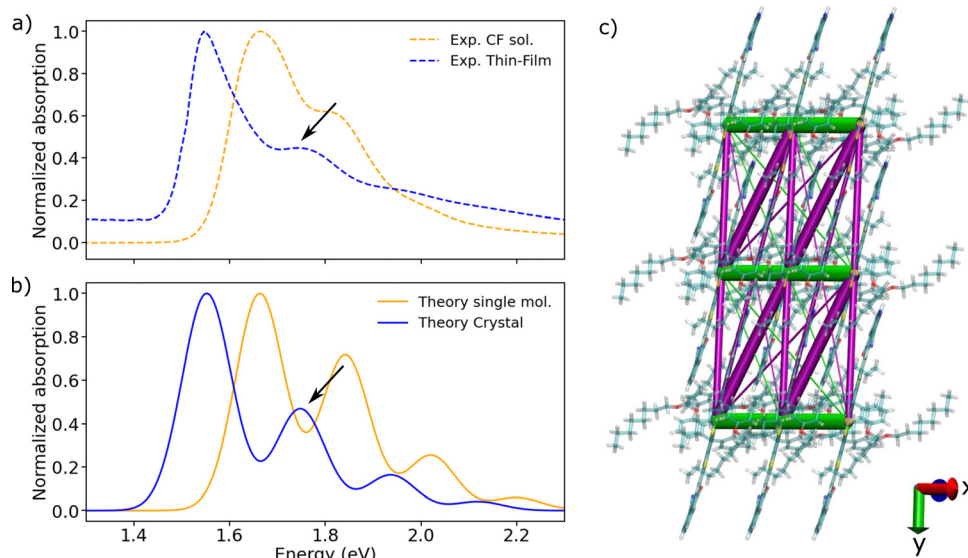 a)
Normalized absorption
1.0
0.8
0.6
0.4
0.2
0.0
Exp. CF sol.
Exp. Thin-Film
b)
Normalized absorption
1.0
0.8
0.6
0.4
0.2
0.0
Theory single mol.
Theory Crystal
1.4 1.6 1.8 2.0 2.2
Energy (eV)
c)
x
y